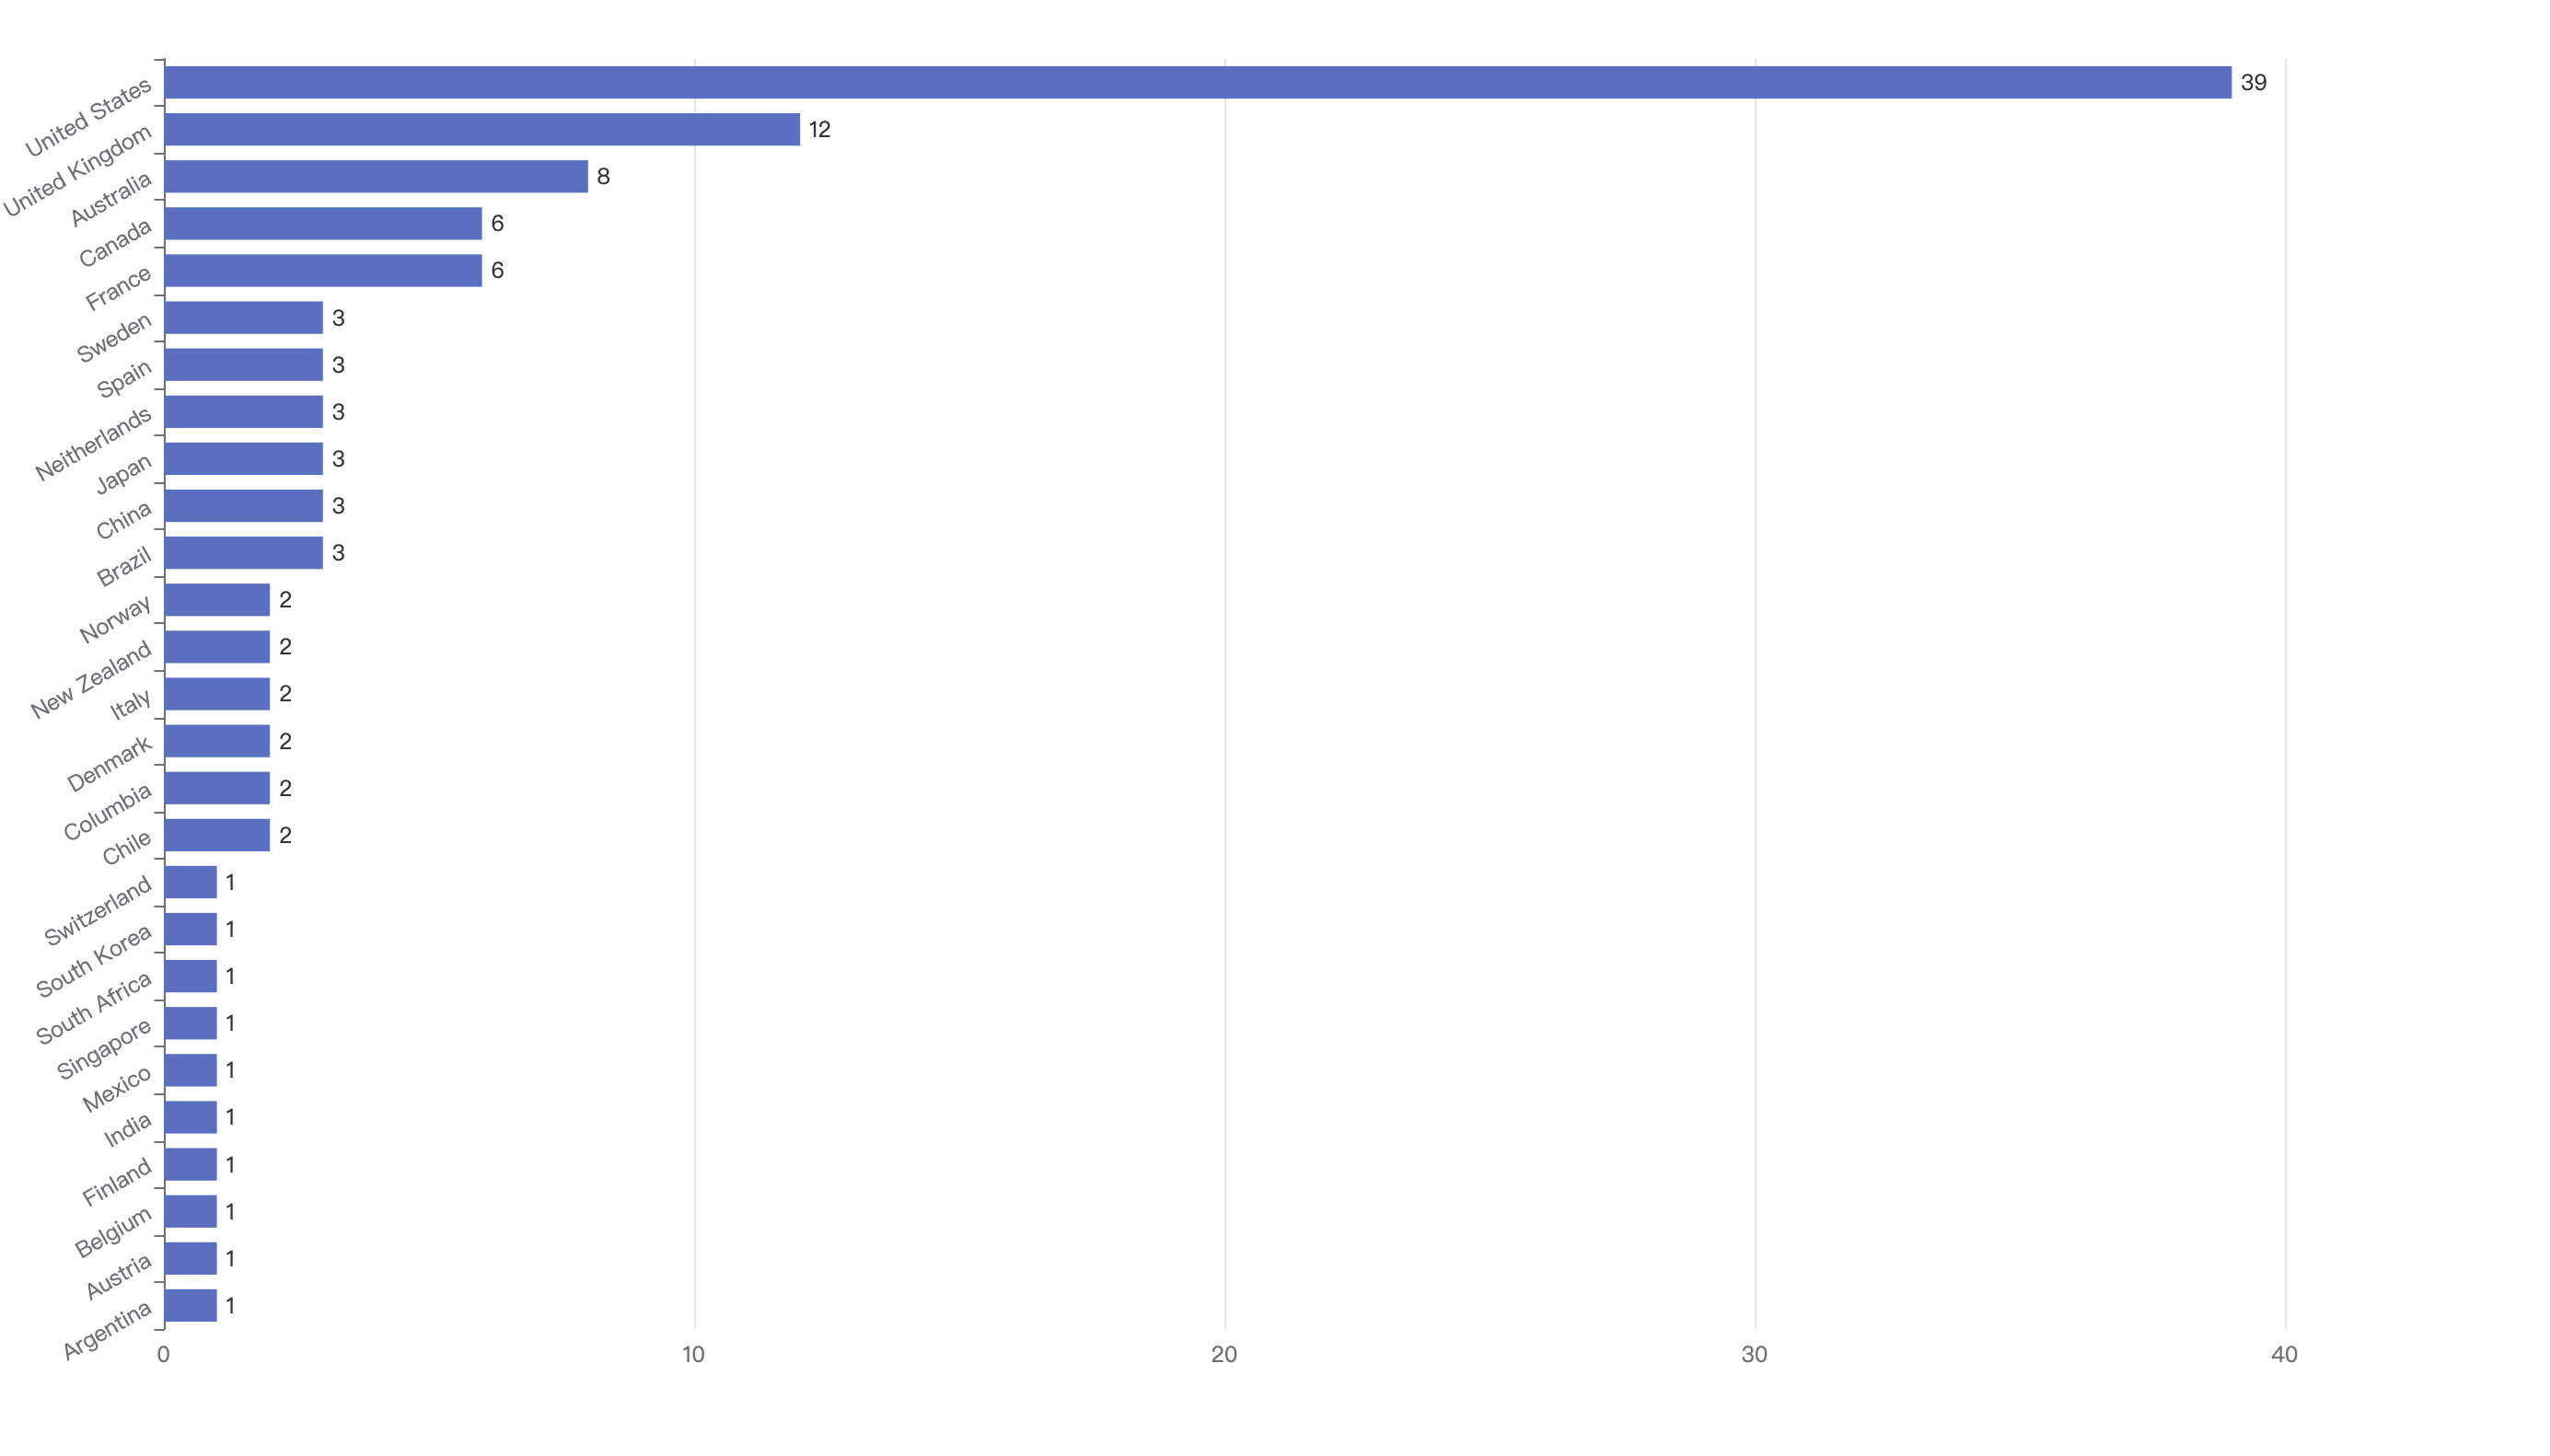 United States 39
United Kingdom 12
Australia 8
Canada 6
France 6
Sweden 3
Spain 3
Neitherlands 3
Japan 3
China 3
Brazil 3
Norway 2
New Zealand 2
Italy 2
Denmark 2
Columbia 2
Chile 2
Switzerland 1
South Korea 1
South Africa 1
Singapore 1
Mexico 1
India 1
Finland 1
Belgium 1
Austria 1
Argentina 1
0 10 20 30 40